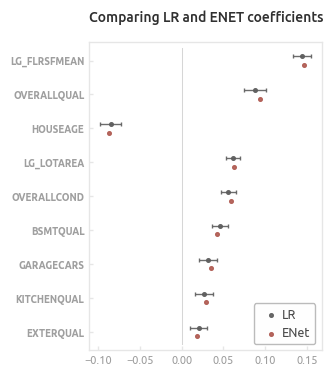 Comparing LR and ENET coefficients
LG_FLRSFMEAN
OVERALLQUAL
HOUSEAGE
LG_LOTAREA
OVERALLCOND
BSMTQUAL
GARAGECARS
KITCHENQUAL
EXTERQUAL
LR
ENet
−0.10 −0.05 0.00 0.05 0.10 0.15